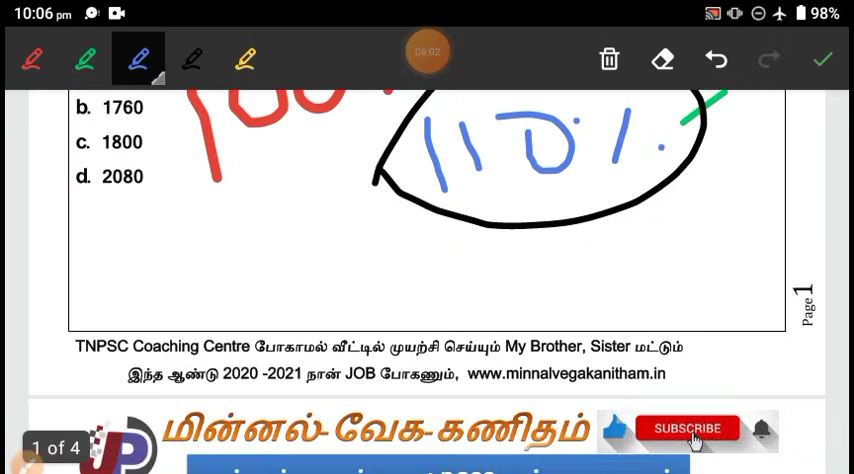 10:06 pm 98%
06:02
b. 1760
c. 1800
d. 2080
110%
Page 1
TNPSC Coaching Centre போகாமல் வீட்டில் முயற்சி செய்யும் My Brother, Sister மட்டும்
இந்த ஆண்டு 2020 -2021 நான் JOB போகணும், www.minnalvegakanitham.in
மின்னல்-வேக-கணிதம்
SUBSCRIBE
1 of 4